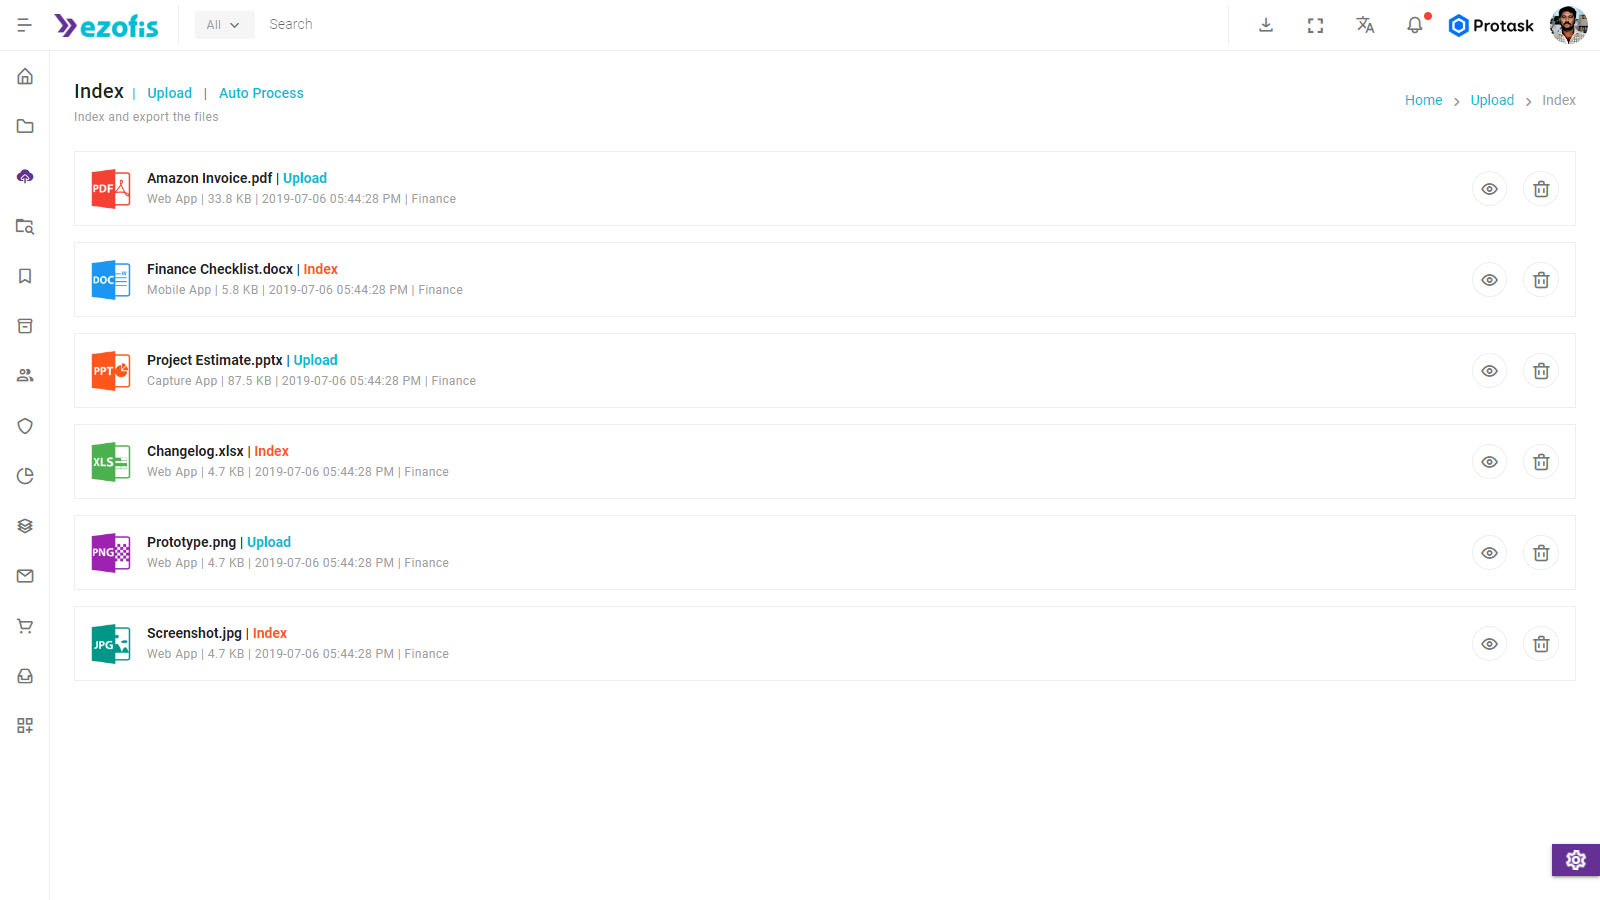 ezofis
All
Search
Protask
Index | Upload | Auto Process
Index and export the files
Home > Upload > Index
PDF
Amazon Invoice.pdf | Upload
Web App | 33.8 KB | 2019-07-06 05:44:28 PM | Finance
DOC
Finance Checklist.docx | Index
Mobile App | 5.8 KB | 2019-07-06 05:44:28 PM | Finance
PPT
Project Estimate.pptx | Upload
Capture App | 87.5 KB | 2019-07-06 05:44:28 PM | Finance
XLS
Changelog.xlsx | Index
Web App | 4.7 KB | 2019-07-06 05:44:28 PM | Finance
PNG
Prototype.png | Upload
Web App | 4.7 KB | 2019-07-06 05:44:28 PM | Finance
JPG
Screenshot.jpg | Index
Web App | 4.7 KB | 2019-07-06 05:44:28 PM | Finance